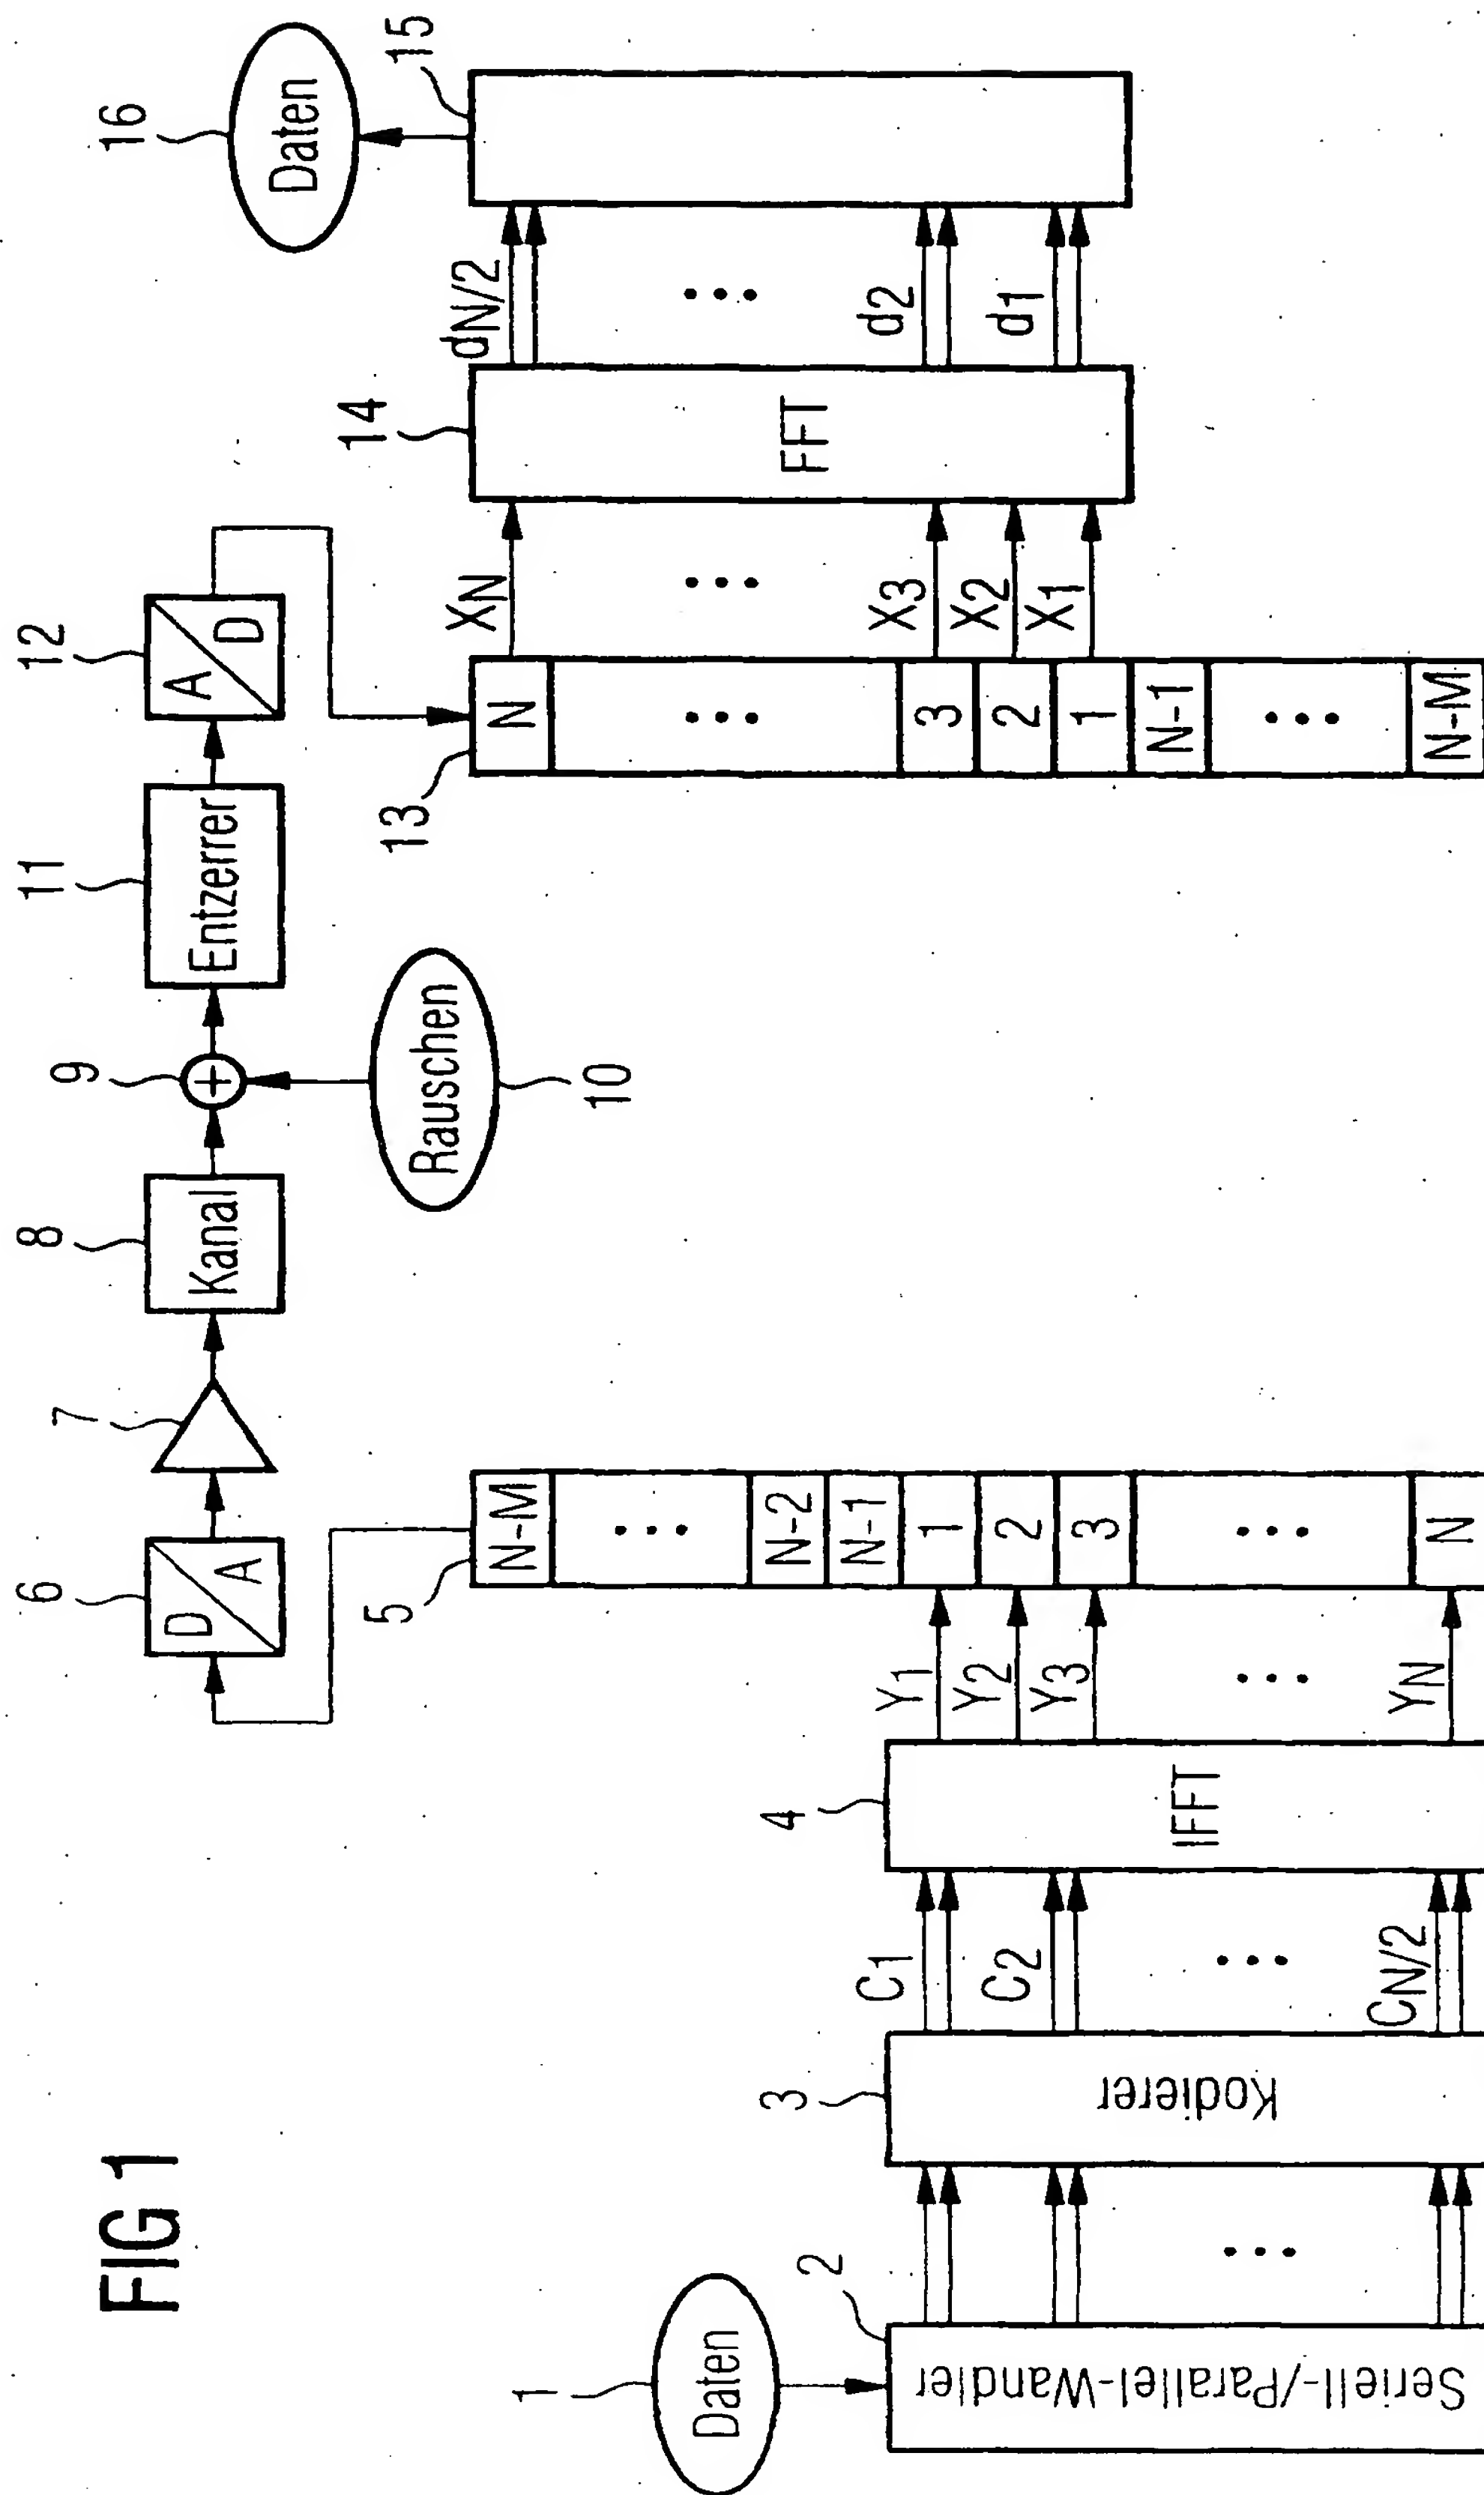 FIG 1
1
Daten
2
Seriell-/Parallel-Wandler
3
Kodierer
C1
C2
CN/2
4
IFFT
Y1
Y2
Y3
YN
5
N-M
N-2
N-1
1
2
3
N
6
D
A
7
8
Kanal
9
+
10
Rauschen
11
Entzerrer
12
A
D
13
N
3
2
1
N-1
N-M
XN
X3
X2
X1
14
FFT
dN/2
d2
d1
15
16
Daten